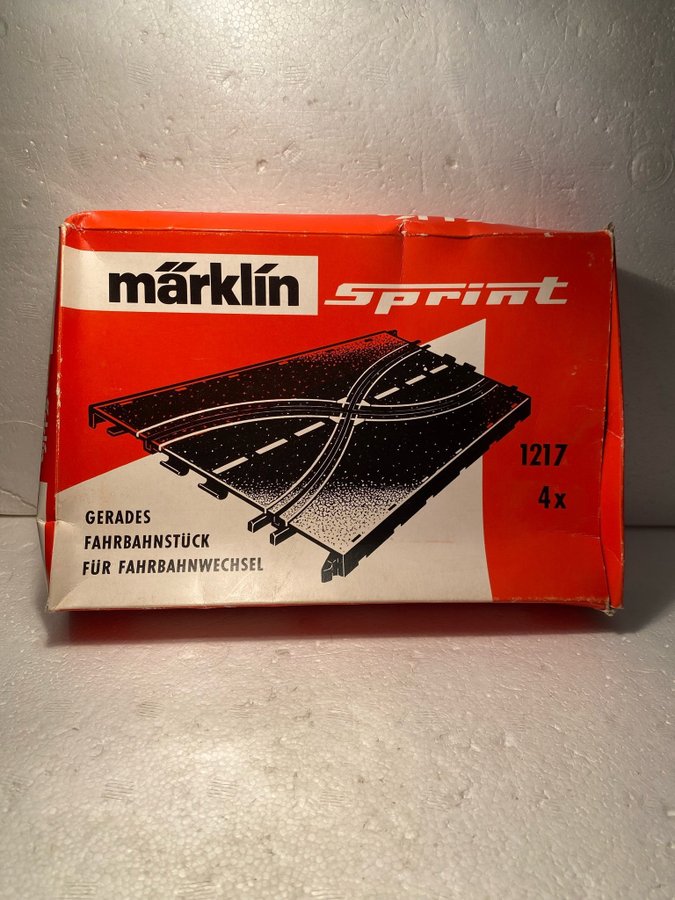 märklin Sprint
1217
4x
GERADES
FAHRBAHNSTÜCK
FÜR FAHRBAHNWECHSEL